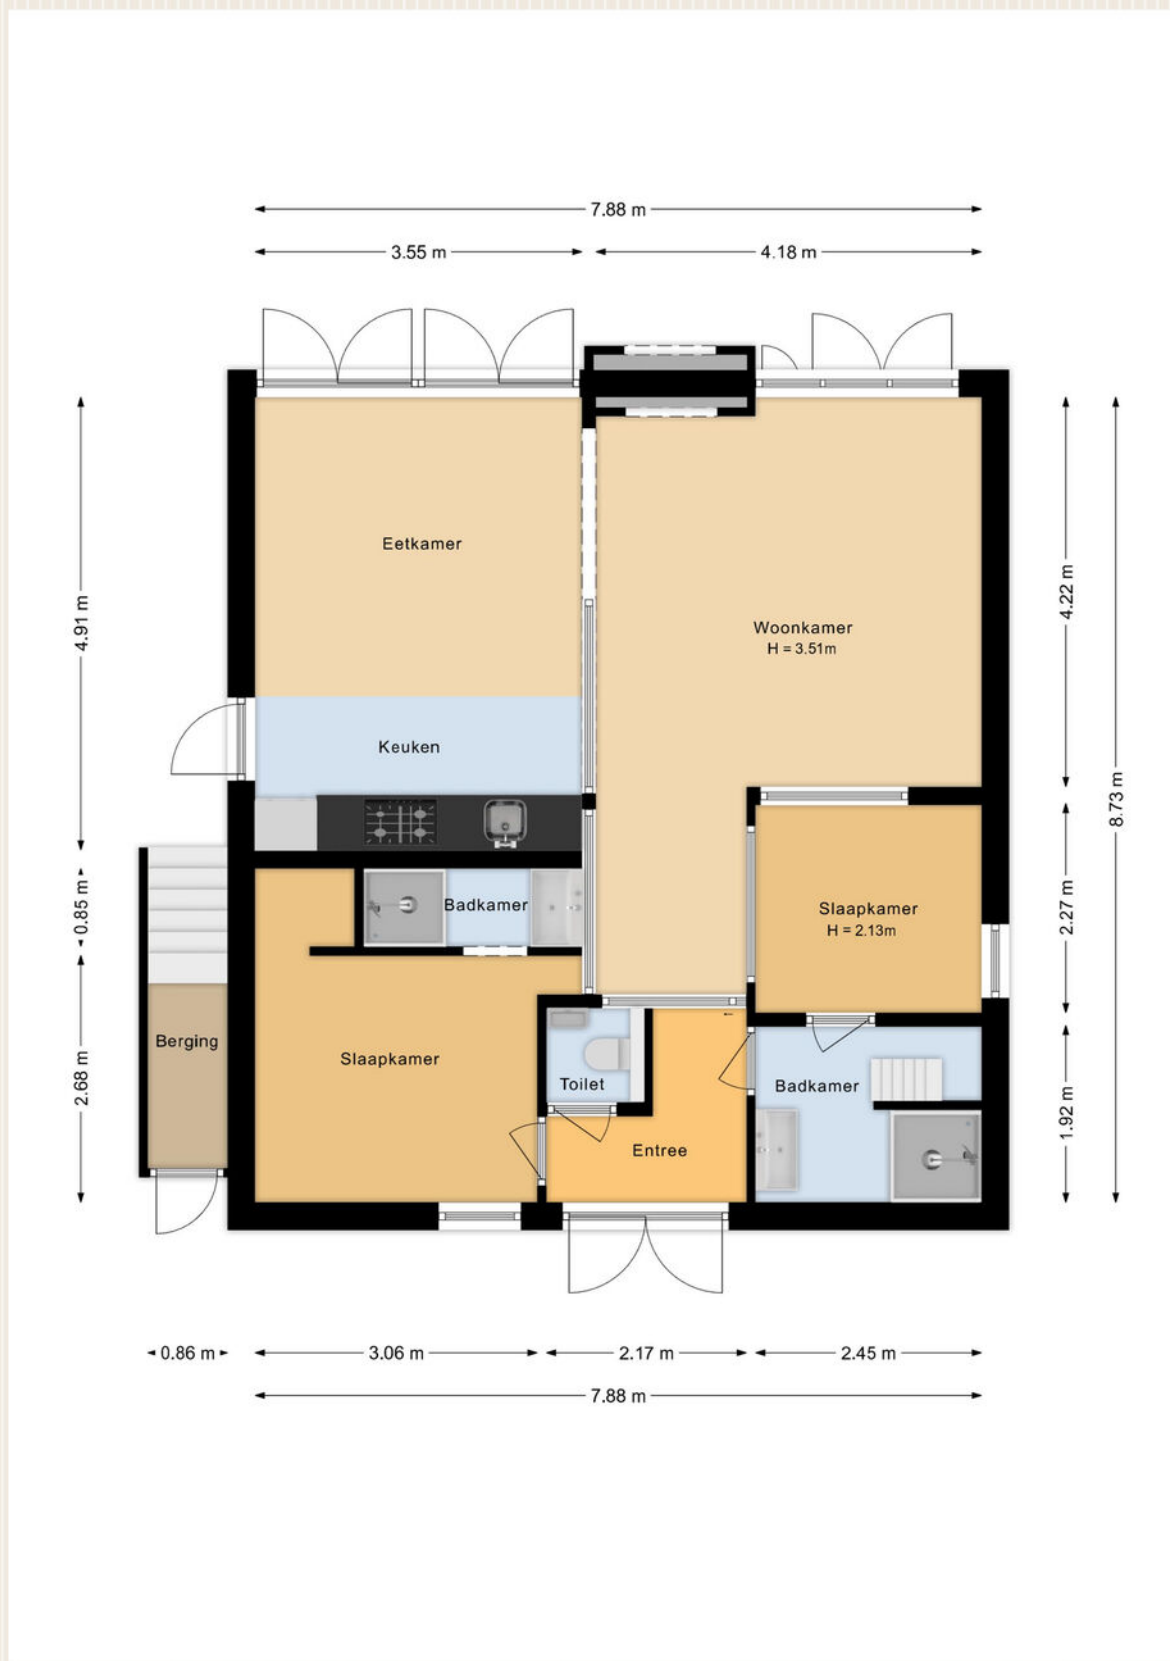 7.88 m
3.55 m
4.18 m
Eetkamer
4.91 m
4.22 m
Woonkamer
H = 3.51m
Keuken
8.73 m
0.85 m
Badkamer
Slaapkamer
H = 2.13m
2.27 m
Berging
Slaapkamer
2.68 m
Toilet
Badkamer
Entree
1.92 m
0.86 m
3.06 m
2.17 m
2.45 m
7.88 m